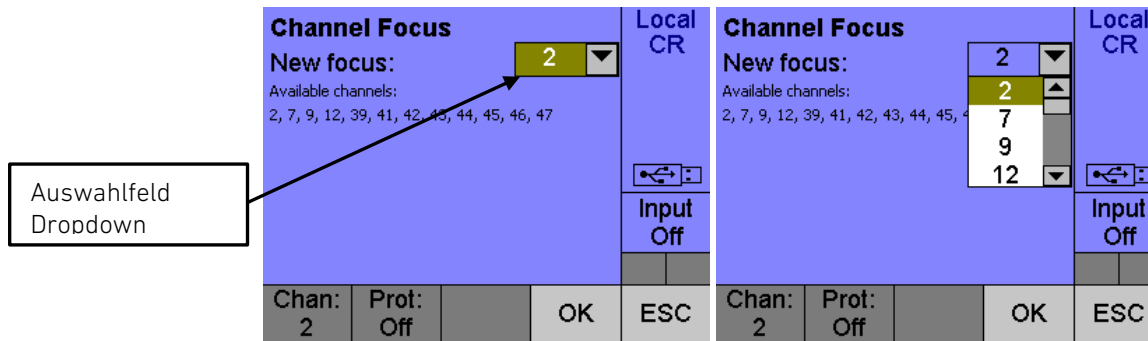 Auswahlfeld
Dropdown
Channel Focus
New focus:
2
Available channels:
2, 7, 9, 12, 39, 41, 42, 43, 44, 45, 46, 47
Local
CR
Input
Off
Chan:
2
Prot:
Off
OK
ESC
Channel Focus
New focus:
2
Available channels:
2, 7, 9, 12, 39, 41, 42, 43, 44, 45,
2
7
9
12
Local
CR
Input
Off
Chan:
2
Prot:
Off
OK
ESC